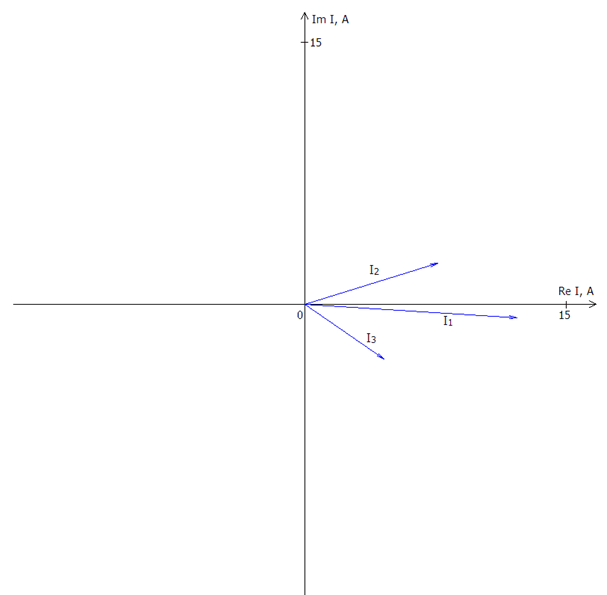 Im I, A
15
I2
Re I, A
0
I1
15
I3